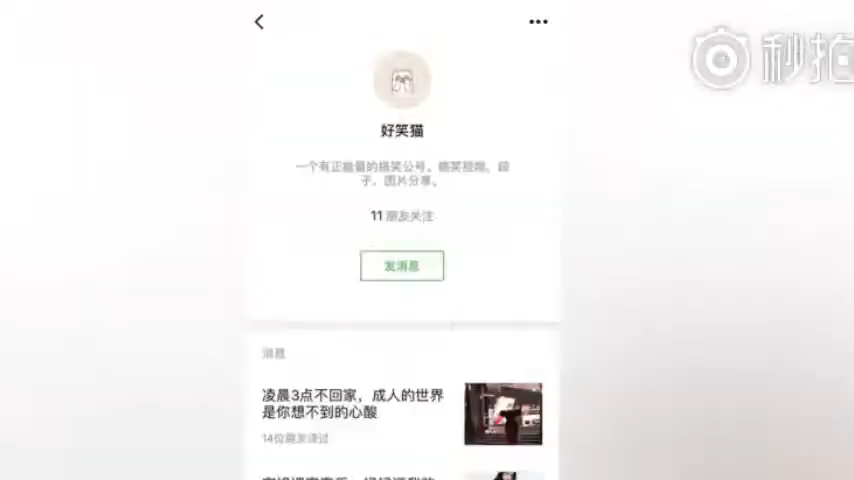 秒拍
好笑猫
一个有正能量的搞笑公号。搞笑视频、段
子、图片分享。
11 朋友关注
发消息
消息
凌晨3点不回家，成人的世界
是你想不到的心酸
14位朋友读过